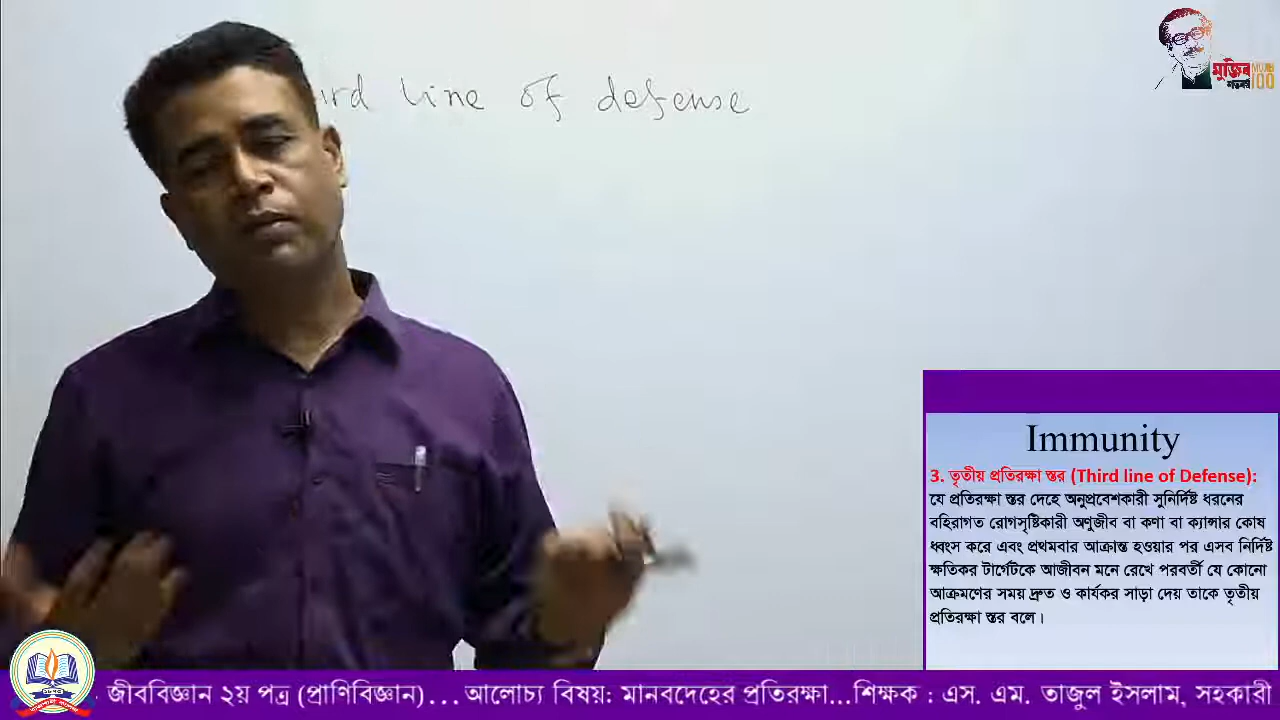 ird line of defense
মুজিব
শতবর্ষ
100
Immunity
3. তৃতীয় প্রতিরক্ষা স্তর (Third line of Defense):
যে প্রতিরক্ষা স্তর দেহে অনুপ্রবেশকারী সুনির্দিষ্ট ধরনের
বহিরাগত রোগসৃষ্টিকারী অণুজীব বা কণা বা ক্যান্সার কোষ
ধ্বংস করে এবং প্রথমবার আক্রান্ত হওয়ার পর এসব নির্দিষ্ট
ক্ষতিকর টার্গেটকে আজীবন মনে রেখে পরবর্তী যে কোনো
আক্রমণের সময় দ্রুত ও কার্যকর সাড়া দেয় তাকে তৃতীয়
প্রতিরক্ষা স্তর বলে।
জীববিজ্ঞান ২য় পত্র (প্রাণিবিজ্ঞান)... আলোচ্য বিষয়: মানবদেহের প্রতিরক্ষা...শিক্ষক : এস. এম. তাজুল ইসলাম, সহকারী